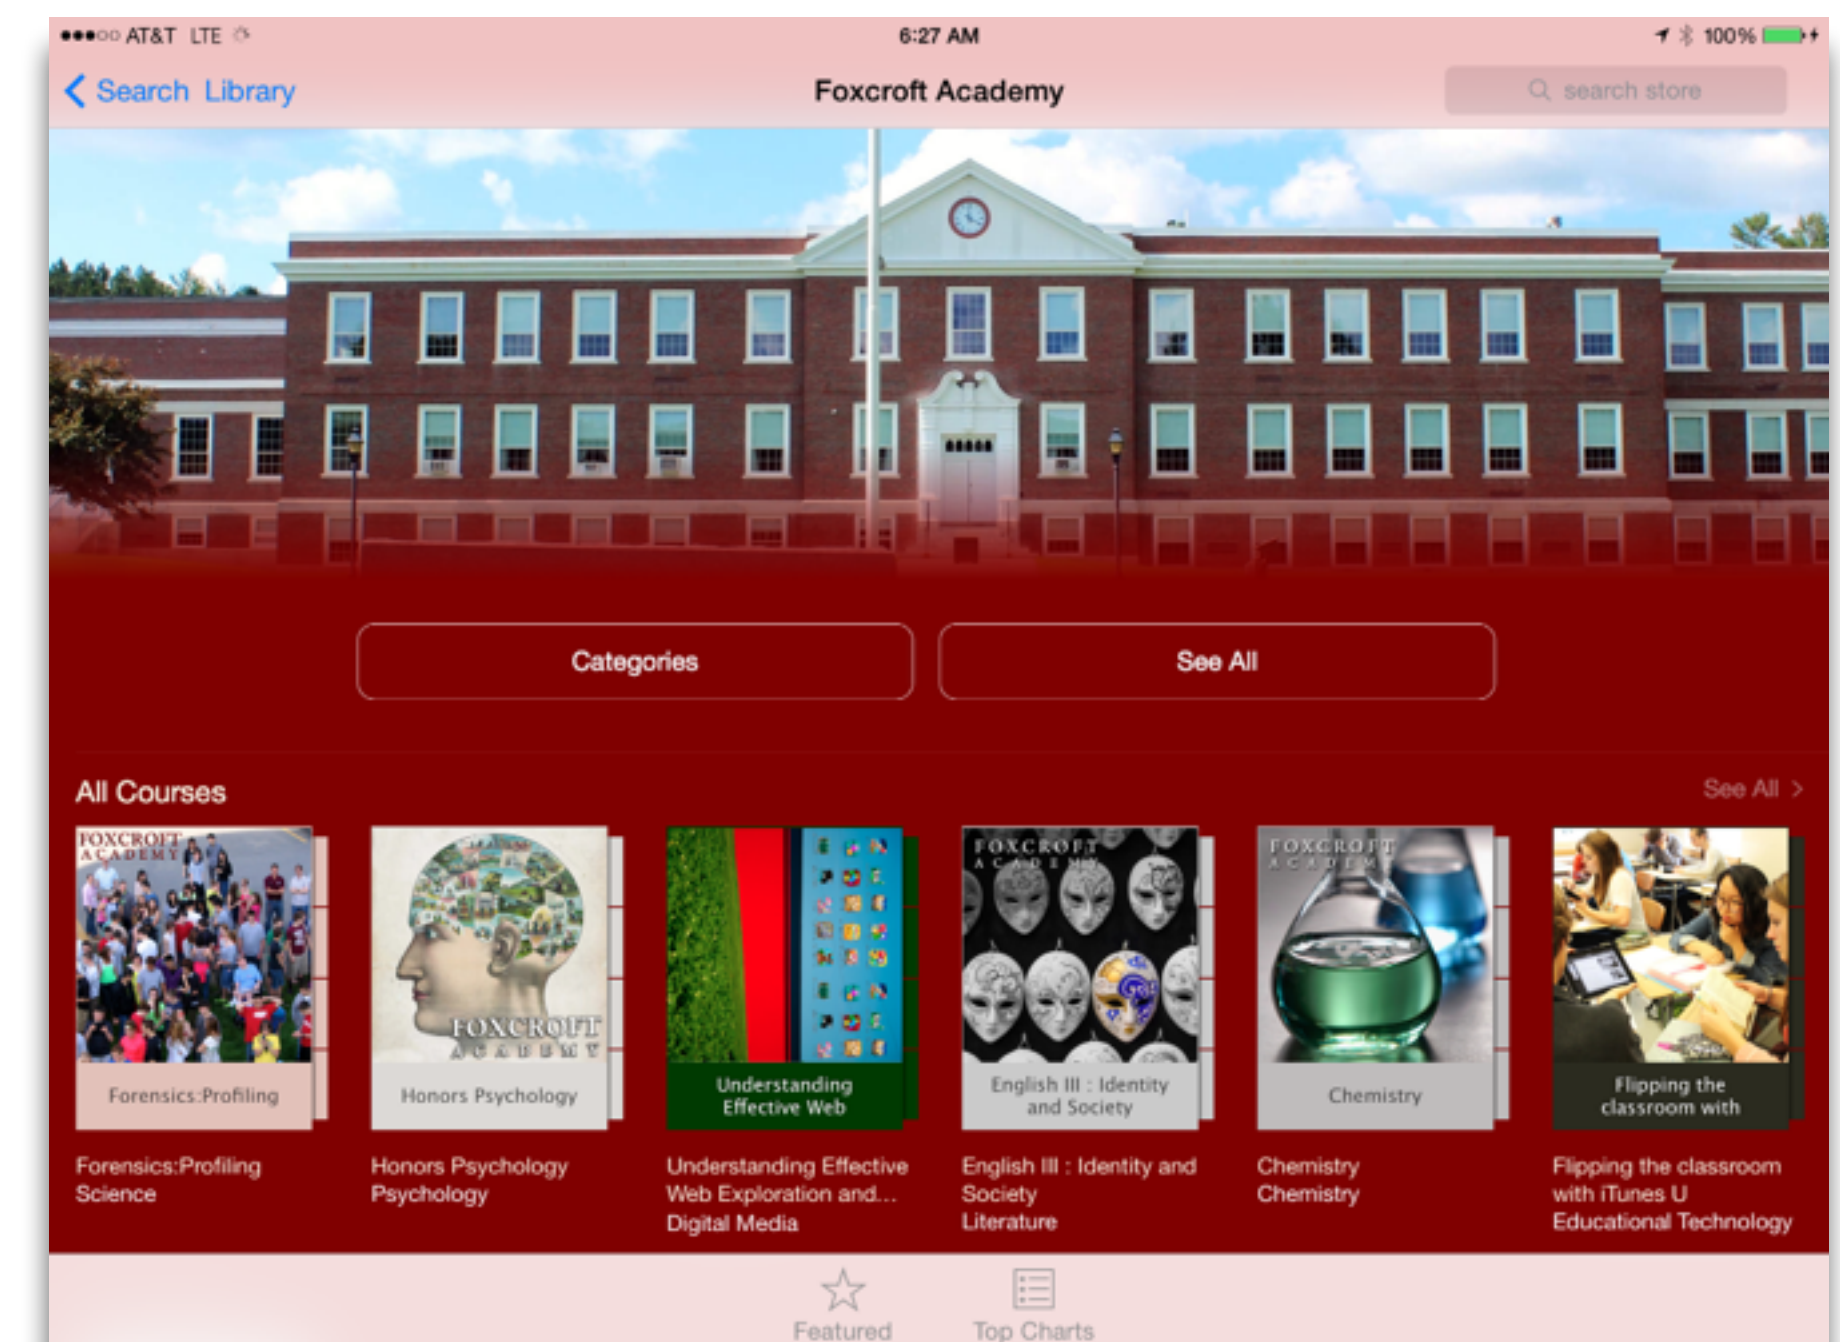 AT&T LTE 6:27 AM 100%
Search Library Foxcroft Academy search store
Categories See All
All Courses See All >
FOXCROFT
ACADEMY
Forensics:Profiling
Forensics:Profiling
Science
FOXCROFT
ACADEMY
Honors Psychology
Honors Psychology
Psychology
Understanding
Effective Web
Understanding Effective
Web Exploration and...
Digital Media
FOXCROFT
ACADEMY
English III : Identity
and Society
English III : Identity and
Society
Literature
FOXCROFT
ACADEMY
Chemistry
Chemistry
Chemistry
Flipping the
classroom with
Flipping the classroom
with iTunes U
Educational Technology
Featured Top Charts